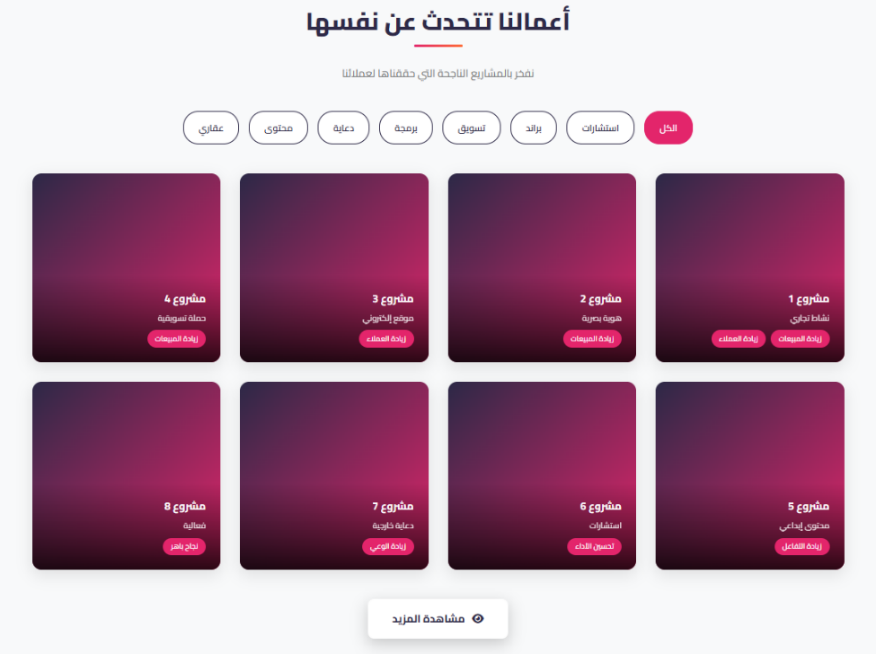 أعمالنا تتحدث عن نفسها
نفخر بالمشاريع الناجحة التي حققناها لعملائنا
الكل استشارات براند تسويق برمجة دعاية محتوى عقاري
مشروع 1
نشاط تجاري
زيادة المبيعات زيادة العملاء
مشروع 2
هوية بصرية
زيادة المبيعات
مشروع 3
موقع إلكتروني
زيادة العملاء
مشروع 4
حملة تسويقية
زيادة المبيعات
مشروع 5
محتوى إبداعي
زيادة التفاعل
مشروع 6
استشارات
تحسين الأداء
مشروع 7
دعاية خارجية
زيادة الوعي
مشروع 8
فعالية
نجاح باهر
مشاهدة المزيد